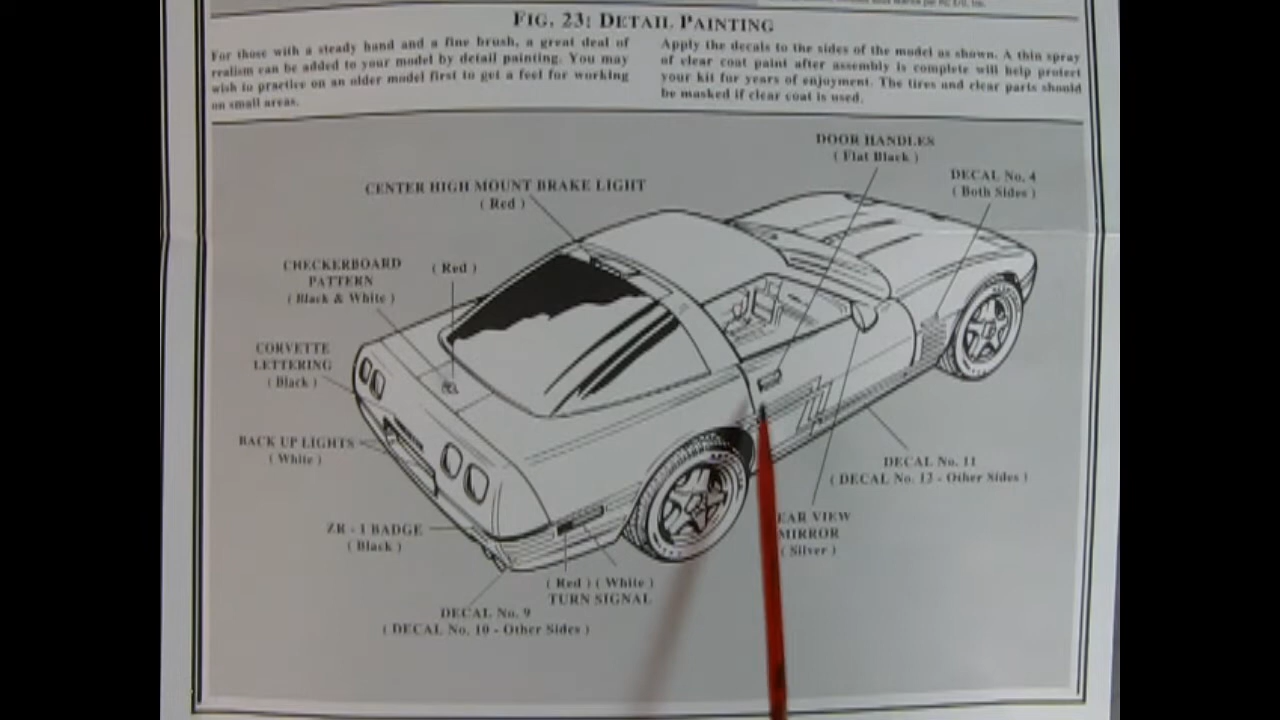 FIG. 23: DETAIL PAINTING
For those with a steady hand and a fine brush, a great deal of
realism can be added to your model by detail painting. You may
wish to practice on an older model first to get a feel for working
on small areas.
Apply the decals to the sides of the model as shown. A thin spray
of clear coat paint after assembly is complete will help protect
your kit for years of enjoyment. The tires and clear parts should
be masked if clear coat is used.
DOOR HANDLES
( Flat Black )
DECAL No. 4
( Both Sides )
CENTER HIGH MOUNT BRAKE LIGHT
( Red )
CHECKERBOARD
PATTERN
( Black & White )
( Red )
CORVETTE
LETTERING
( Black )
BACK UP LIGHTS
( White )
DECAL No. 11
( DECAL No. 12 - Other Sides )
EAR VIEW
MIRROR
( Silver )
ZR - 1 BADGE
( Black )
( Red ) ( White )
TURN SIGNAL
DECAL No. 9
( DECAL No. 10 - Other Sides )